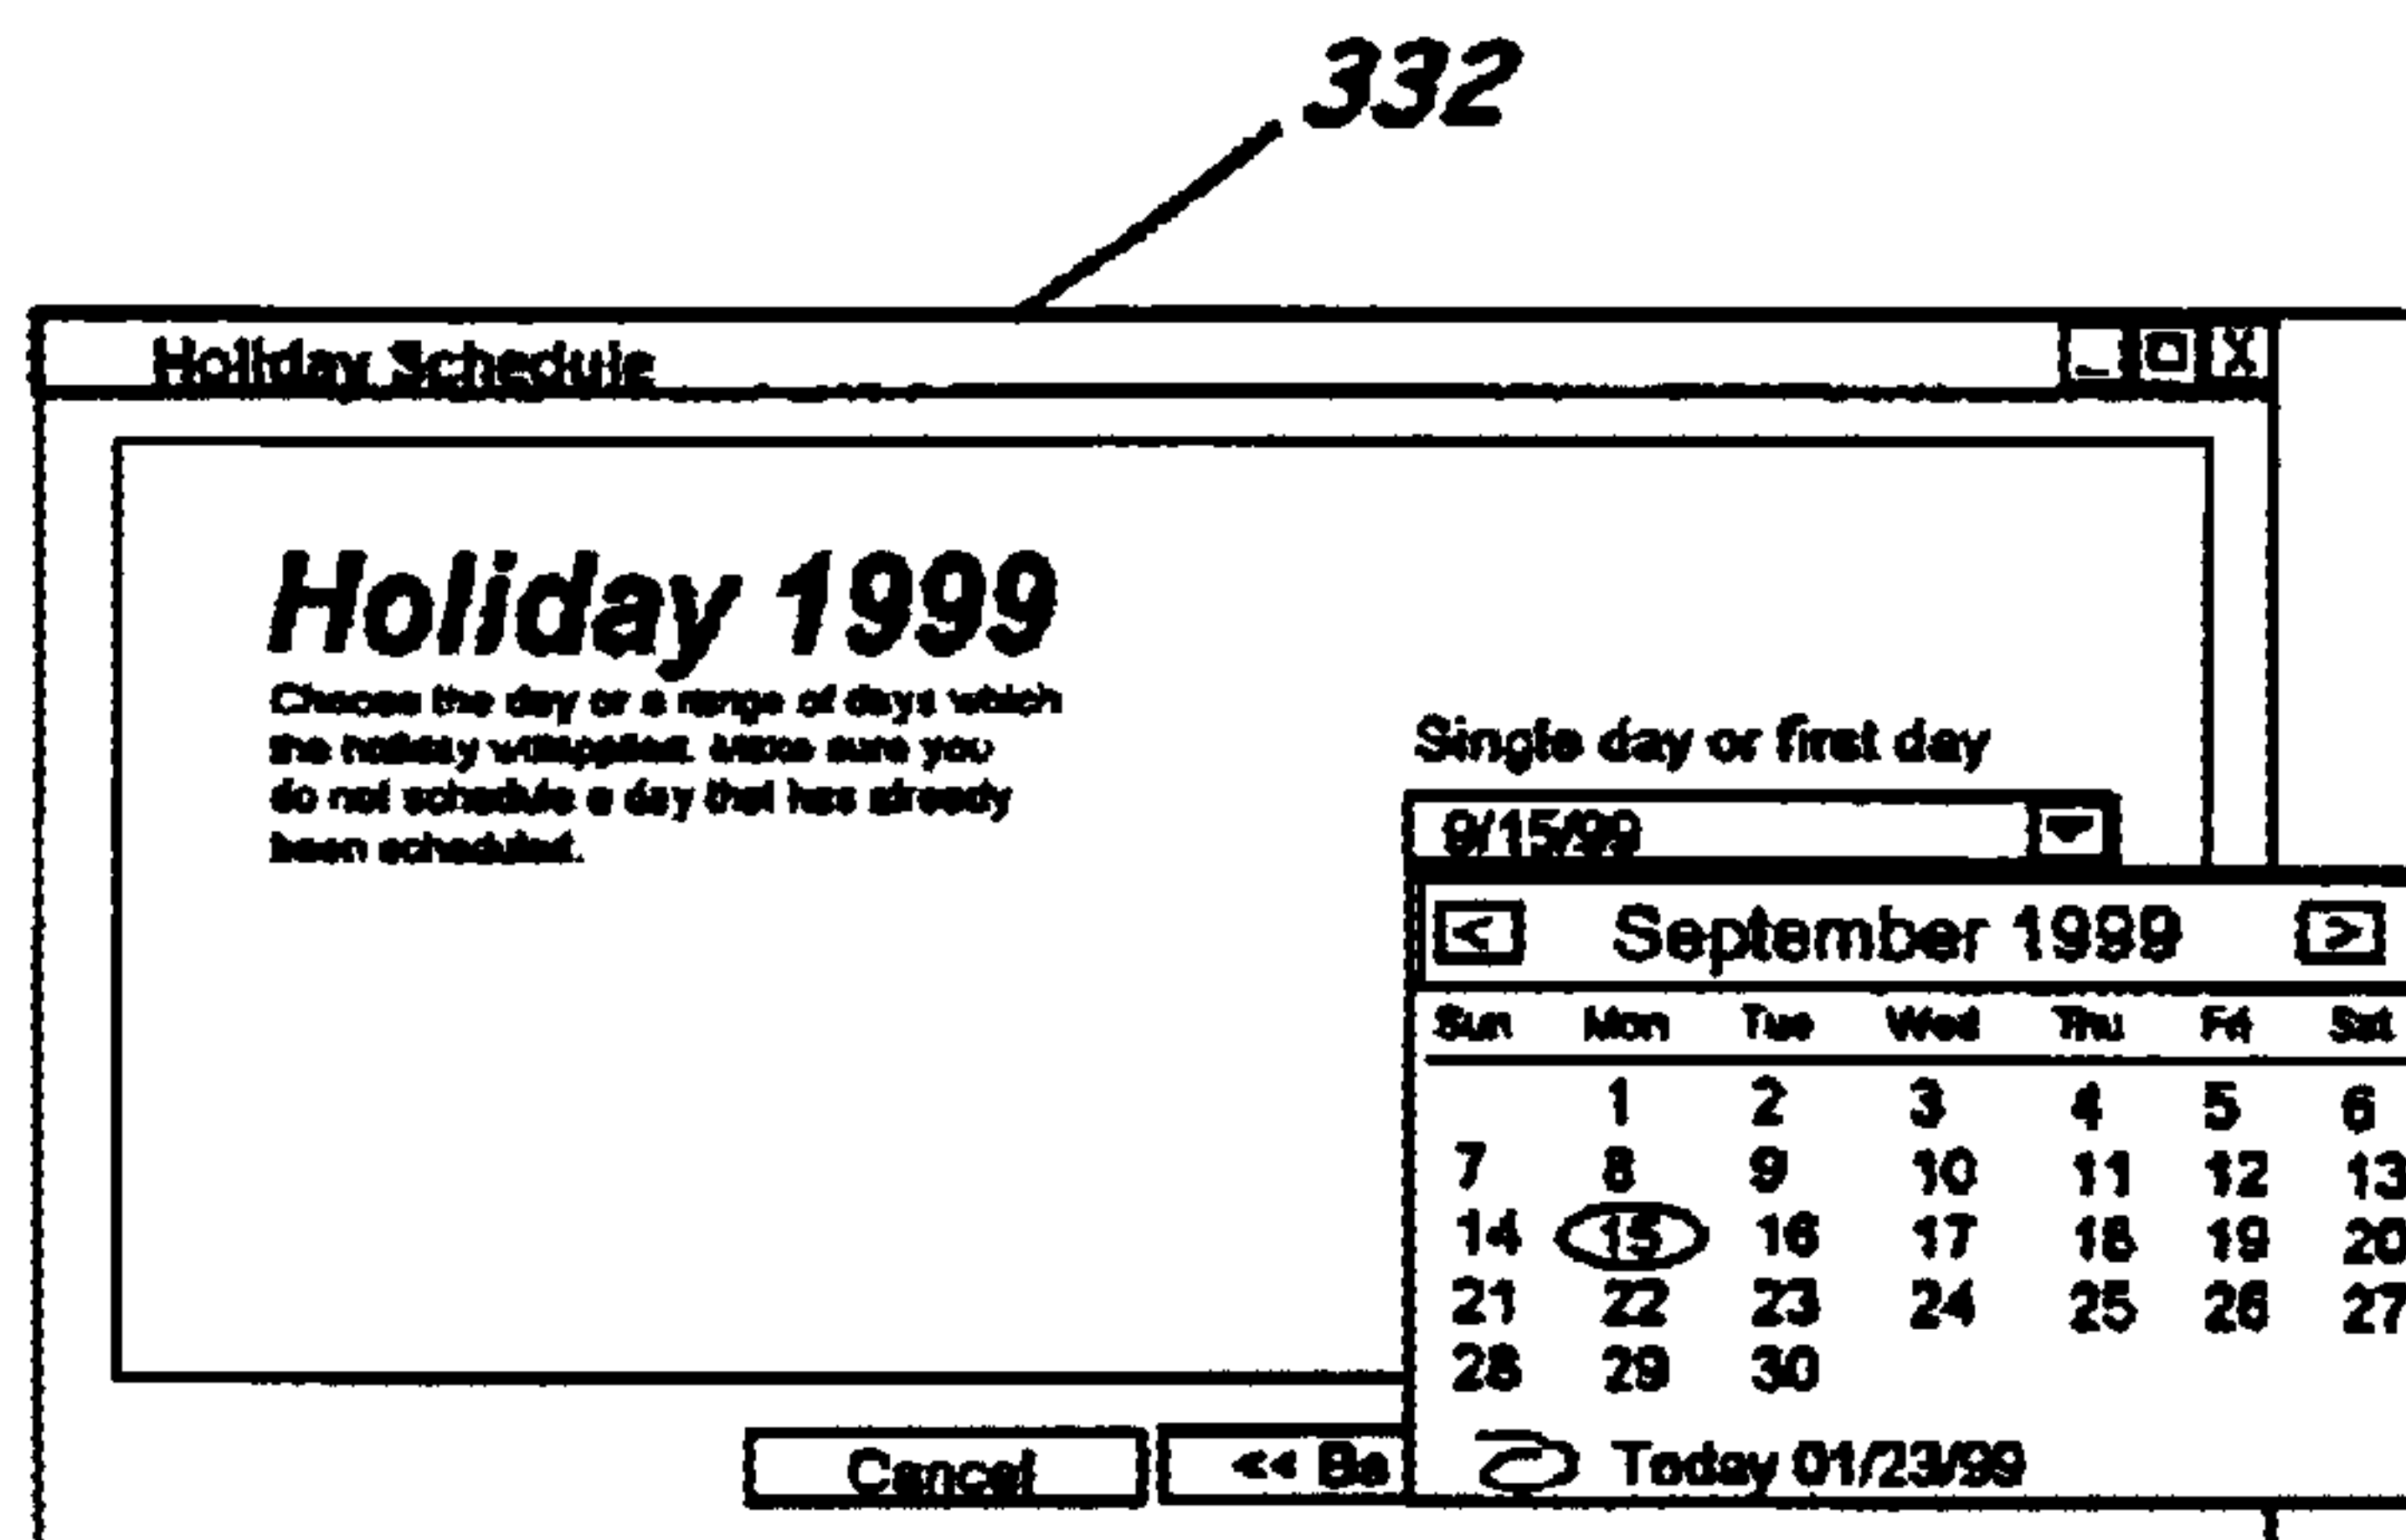 332
Holiday Schedule
Holiday 1999
Choose the day or a range of days which
the holiday will be
Make sure you
do not schedule a day that has already
been scheduled.
Single day or first day
9/15/99
< September 1999 >
Sun Mon Tue Wed Thu Fri Sat
1 2 3 4 5 6
7 8 9 10 11 12 13
14 15 16 17 18 19 20
21 22 23 24 25 26 27
28 29 30
Cancel << Ba
Today 01/23/99